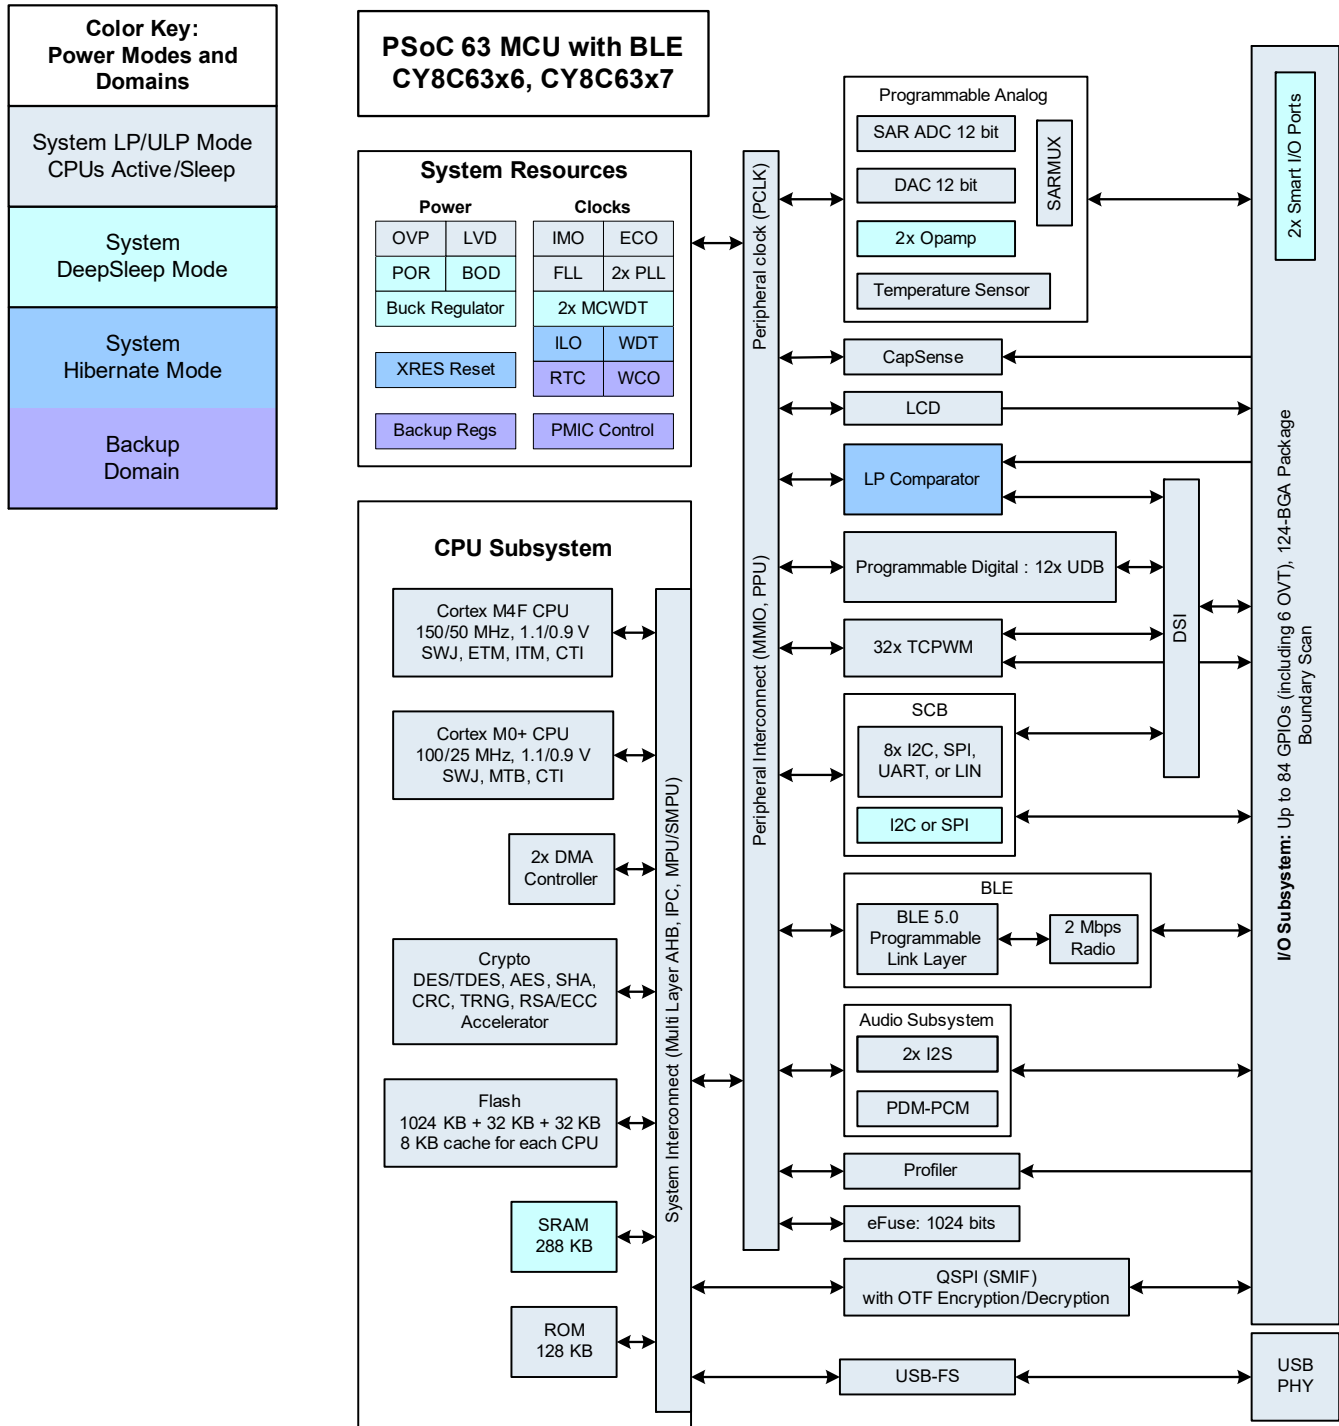 Color Key:
Power Modes and
Domains
System LP/ULP Mode
CPUs Active/Sleep
System
DeepSleep Mode
System
Hibernate Mode
Backup
Domain
PSoC 63 MCU with BLE
CY8C63x6, CY8C63x7
System Resources
Power
Clocks
OVP
LVD
POR
BOD
Buck Regulator
XRES Reset
Backup Regs
IMO
ECO
FLL
2x PLL
2x MCWDT
ILO
WDT
RTC
WCO
PMIC Control
CPU Subsystem
Cortex M4F CPU
150/50 MHz, 1.1/0.9 V
SWJ, ETM, ITM, CTI
Cortex M0+ CPU
100/25 MHz, 1.1/0.9 V
SWJ, MTB, CTI
2x DMA
Controller
Crypto
DES/TDES, AES, SHA,
CRC, TRNG, RSA/ECC
Accelerator
Flash
1024 KB + 32 KB + 32 KB
8 KB cache for each CPU
SRAM
288 KB
ROM
128 KB
System Interconnect (Multi Layer AHB, IPC, MPU/SMPU)
Peripheral clock (PCLK)
Peripheral Interconnect (MMIO, PPU)
Programmable Analog
SAR ADC 12 bit
DAC 12 bit
2x Opamp
Temperature Sensor
SARMUX
CapSense
LCD
LP Comparator
Programmable Digital : 12x UDB
32x TCPWM
SCB
8x I2C, SPI,
UART, or LIN
I2C or SPI
DSI
BLE
BLE 5.0
Programmable
Link Layer
2 Mbps
Radio
Audio Subsystem
2x I2S
PDM-PCM
Profiler
eFuse: 1024 bits
QSPI (SMIF)
with OTF Encryption/Decryption
USB-FS
2x Smart I/O Ports
I/O Subsystem: Up to 84 GPIOs (including 6 OVT), 124-BGA Package
Boundary Scan
USB
PHY